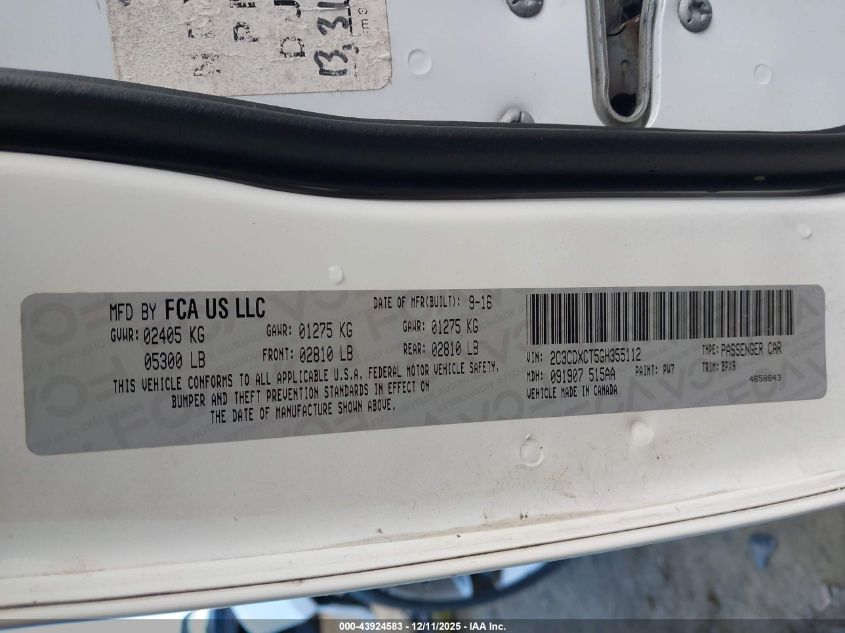 MFD BY FCA US LLC
DATE OF MFR(BUILT): 9-16
GVWR: 02405 KG GAWR: 01275 KG GAWR: 01275 KG
05300 LB FRONT: 02810 LB REAR: 02810 LB
THIS VEHICLE CONFORMS TO ALL APPLICABLE U.S.A. FEDERAL MOTOR VEHICLE SAFETY,
BUMPER AND THEFT PREVENTION STANDARDS IN EFFECT ON
THE DATE OF MANUFACTURE SHOWN ABOVE.
VIN: 2C3CDXCT5GH355112 TYPE: PASSENGER CAR
MDH: 091907 515AA PAINT: PW7 TRIM: BPX9
VEHICLE MADE IN CANADA 4658843
000-43924583 - 12/11/2025 - IAA Inc.